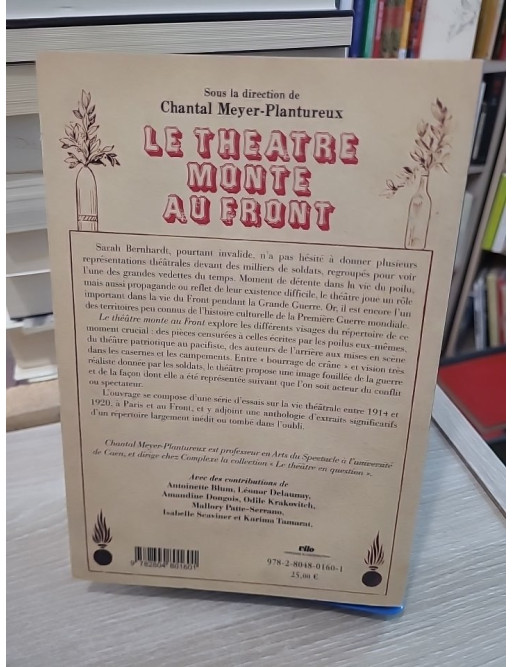 Sous la direction de
Chantal Meyer-Plantureux
LE THEATRE
MONTE
AU FRONT
Sarah Bernhardt, pourtant invalide, n'a pas hésité à donner plusieurs
représentations théâtrales devant des milliers de soldats, regroupés pour voir
l'une des grandes vedettes du temps. Moment de détente dans la vie du poilu,
mais aussi propagande ou reflet de leur existence difficile, le théâtre joue un rôle
important dans la vie du Front pendant la Grande Guerre. Or, il est encore l'un
des territoires peu connus de l'histoire culturelle de la Première Guerre mondiale.
Le théâtre monte au Front explore les différents visages du répertoire de ce
moment crucial : des pièces censurées à celles écrites par les poilus eux-mêmes,
du théâtre patriotique au pacifiste, des auteurs de l'arrière aux mises en scène
dans les casernes et les campements. Entre « bourrage de crâne » et vision très
réaliste donnée par les soldats, le théâtre propose une image fouillée de la guerre
et de la façon dont elle a été représentée suivant que l'on soit acteur du conflit
ou spectateur.
L'ouvrage se compose d'une série d'essais sur la vie théâtrale entre 1914 et
1920, à Paris et au Front, et y adjoint une anthologie d'extraits significatifs
d'un répertoire largement inédit ou tombé dans l'oubli.
Chantal Meyer-Plantureux est professeur en Arts du Spectacle à l'université
de Caen, et dirige chez Complexe la collection « Le théâtre en question ».
Avec des contributions de
Antoinette Blum, Léonor Delaunay,
Amandine Dongois, Odile Krakovitch,
Mallory Patte-Serrano,
Isabelle Scaviner et Karima Tamarat.
vilo
9 782804 801601
978-2-8048-0160-1
25,00 €